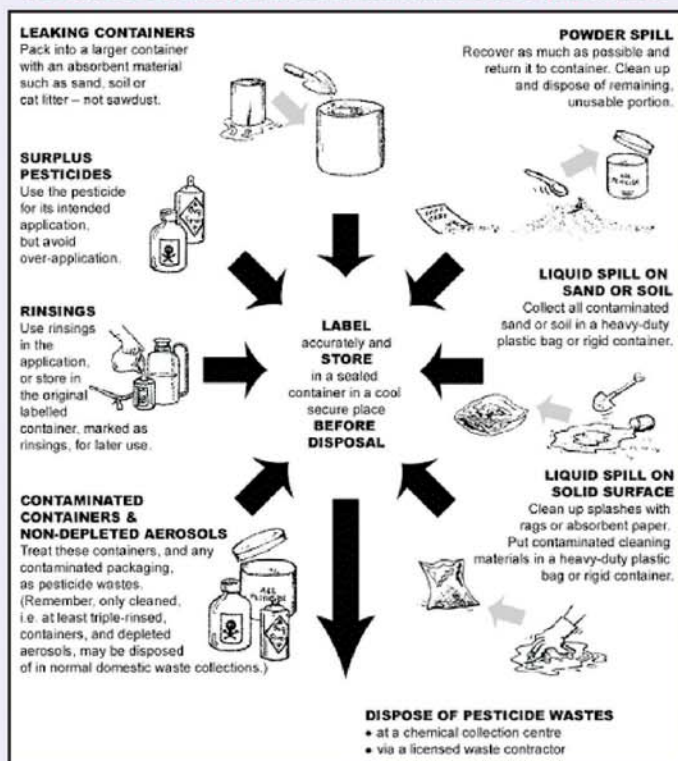 LEAKING CONTAINERS
Pack into a larger container
with an absorbent material
such as sand, soil or
cat litter – not sawdust.
POWDER SPILL
Recover as much as possible and
return it to container. Clean up
and dispose of remaining,
unusable portion.
SURPLUS
PESTICIDES
Use the pesticide
for its intended
application,
but avoid
over-application.
LIQUID SPILL ON
SAND OR SOIL
Collect all contaminated
sand or soil in a heavy-duty
plastic bag or rigid container.
RINSINGS
Use rinsings
in the
application,
or store in
the original
labelled
container, marked as
rinsings, for later use.
LABEL
accurately and
STORE
in a sealed
container in a cool
secure place
BEFORE
DISPOSAL
LIQUID SPILL ON
SOLID SURFACE
Clean up splashes with
rags or absorbent paper.
Put contaminated cleaning
materials in a heavy-duty plastic
bag or rigid container.
CONTAMINATED
CONTAINERS &
NON-DEPLETED AEROSOLS
Treat these containers, and any
contaminated packaging,
as pesticide wastes.
(Remember, only cleaned,
i.e. at least triple-rinsed,
containers, and depleted
aerosols, may be disposed
of in normal domestic waste collections.)
DISPOSE OF PESTICIDE WASTES
• at a chemical collection centre
• via a licensed waste contractor